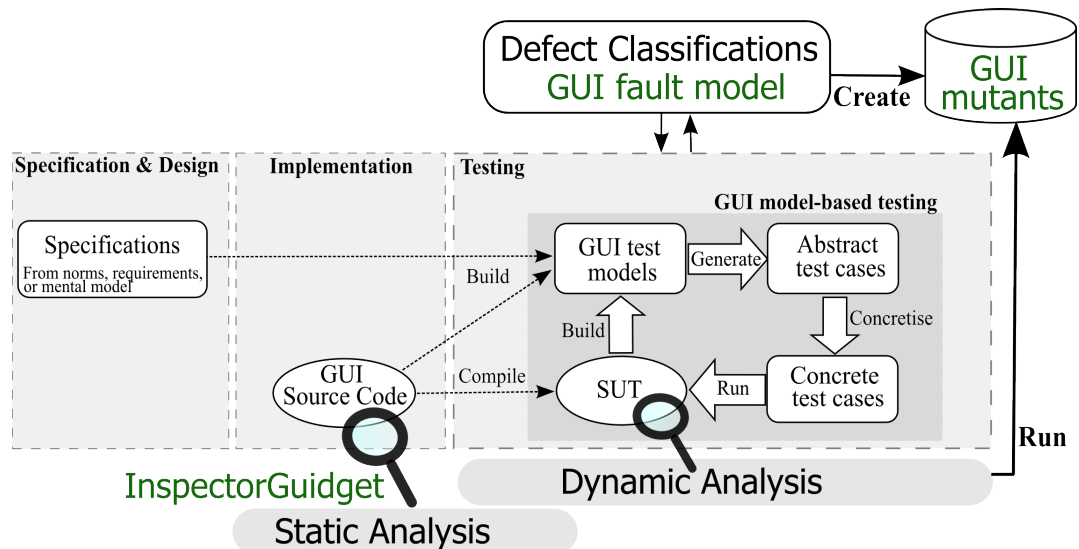 Defect Classifications
GUI fault model
Create
GUI
mutants
Specification & Design
Implementation
Testing
GUI model-based testing
Specifications
From norms, requirements,
or mental model
Build
GUI test
models
Generate
Abstract
test cases
Build
Concretise
GUI
Source Code
Compile
SUT
Run
Concrete
test cases
Run
InspectorGuidget
Dynamic Analysis
Static Analysis